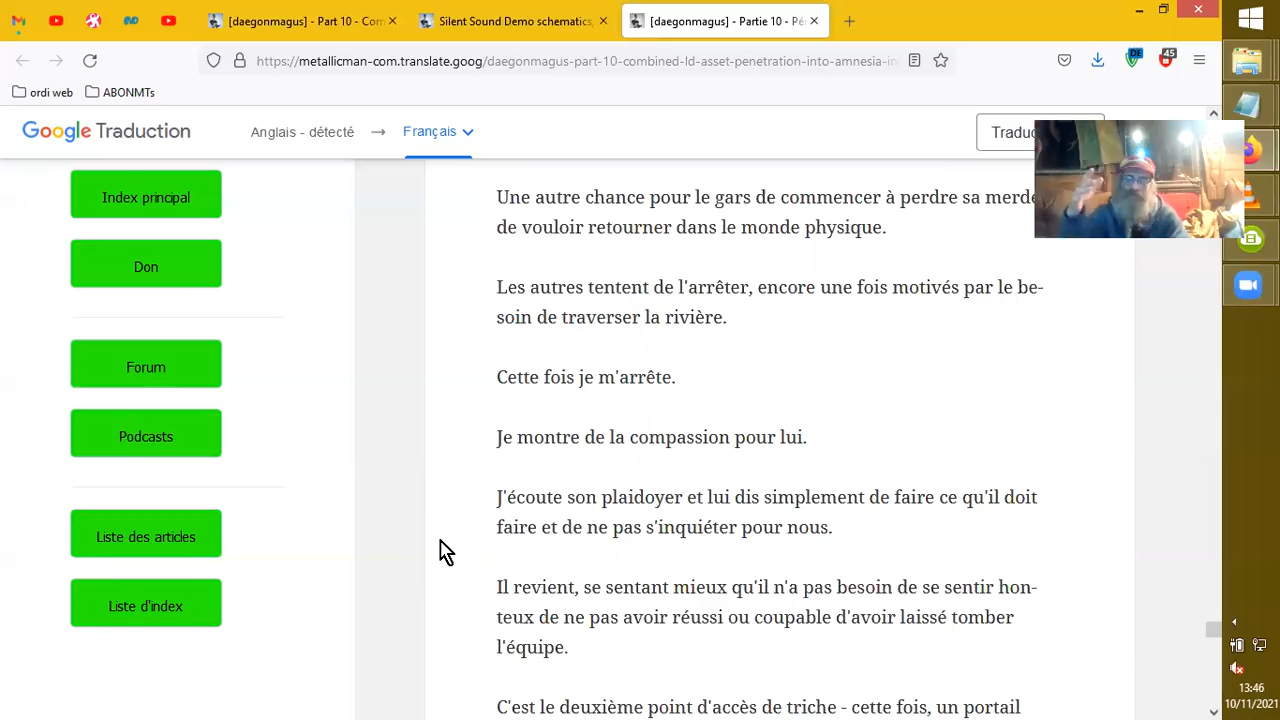 [daegonmagus] - Part 10 - Com
Silent Sound Demo schematics,
[daegonmagus] - Partie 10 - Pé
https://metallicman-com.translate.goog/daegonmagus-part-10-combined-ld-asset-penetration-into-amnesia-in
DE
45
ordi web
ABONMTs
Google Traduction
Anglais - détecté
Français
Traduc
Index principal
Don
Forum
Podcasts
Liste des articles
Liste d'index
Une autre chance pour le gars de commencer à perdre sa merde
de vouloir retourner dans le monde physique.
Les autres tentent de l'arrêter, encore une fois motivés par le be-
soin de traverser la rivière.
Cette fois je m'arrête.
Je montre de la compassion pour lui.
J'écoute son plaidoyer et lui dis simplement de faire ce qu'il doit
faire et de ne pas s'inquiéter pour nous.
Il revient, se sentant mieux qu'il n'a pas besoin de se sentir hon-
teux de ne pas avoir réussi ou coupable d'avoir laissé tomber
l'équipe.
C'est le deuxième point d'accès de triche - cette fois, un portail
13:46
10/11/2021